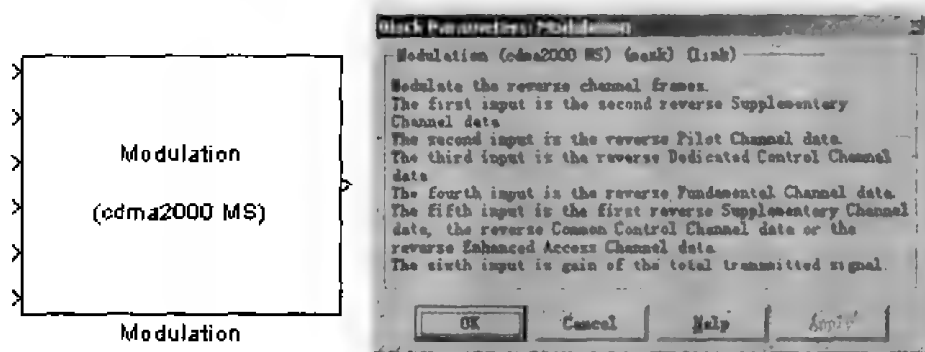 Modulation
(cdma2000 MS)
Modulation
Block Parameters: Modulation
Modulation (cdma2000 MS) (mask) (link)
Modulate the reverse channel frames.
The first input is the second reverse Supplementary
Channel data
The second input is the reverse Pilot Channel data.
The third input is the reverse Dedicated Control Channel
data
The fourth input is the reverse Fundamental Channel data.
The fifth input is the first reverse Supplementary Channel
data, the reverse Common Control Channel data or the
reverse Enhanced Access Channel data
The sixth input is gain of the total transmitted signal.
OK
Cancel
Help
Apply